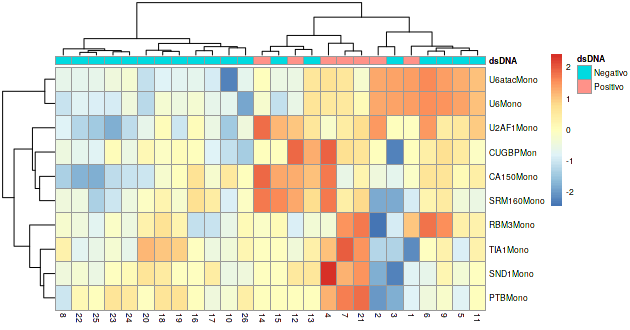 dsDNA
U6atacMono
U6Mono
U2AF1Mono
CUGBPMon
CA150Mono
SRM160Mono
RBM3Mono
TIA1Mono
SND1Mono
PTBMono
8 22 25 23 24 20 18 19 16 17 10 26 14 15 12 13 4 7 21 2 3 1 6 9 5 11
2
1
0
-1
-2
dsDNA
Negativo
Positivo